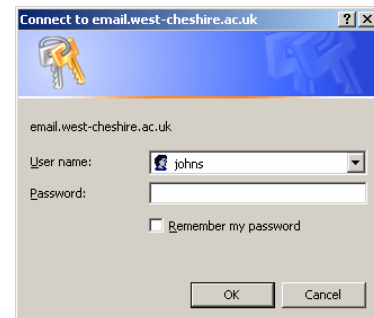 Connect to email.west-cheshire.ac.uk
email.west-cheshire.ac.uk
User name: johns
Password:
Remember my password
OK Cancel